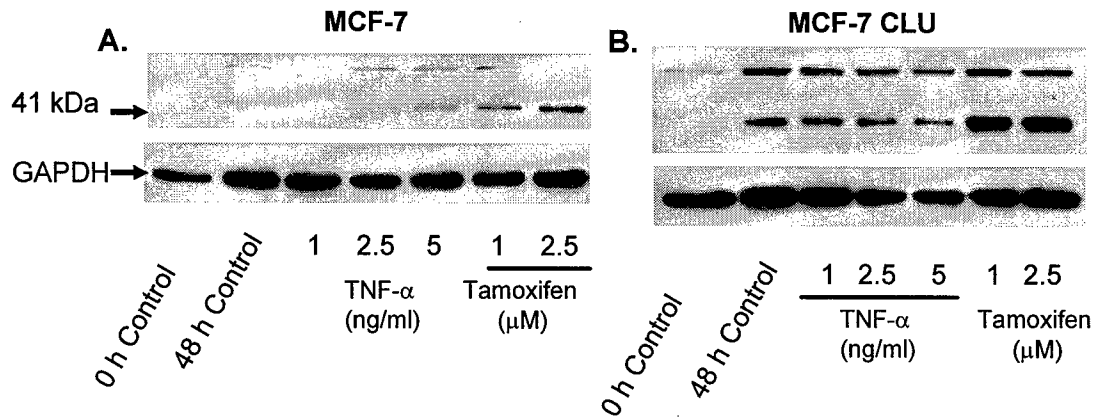 MCF-7
A.
41 kDa
GAPDH
0 h Control
48 h Control
1 2.5 5 1 2.5
TNF-α Tamoxifen
(ng/ml) (μM)
MCF-7 CLU
B.
0 h Control
48 h Control
1 2.5 5 1 2.5
TNF-α Tamoxifen
(ng/ml) (μM)